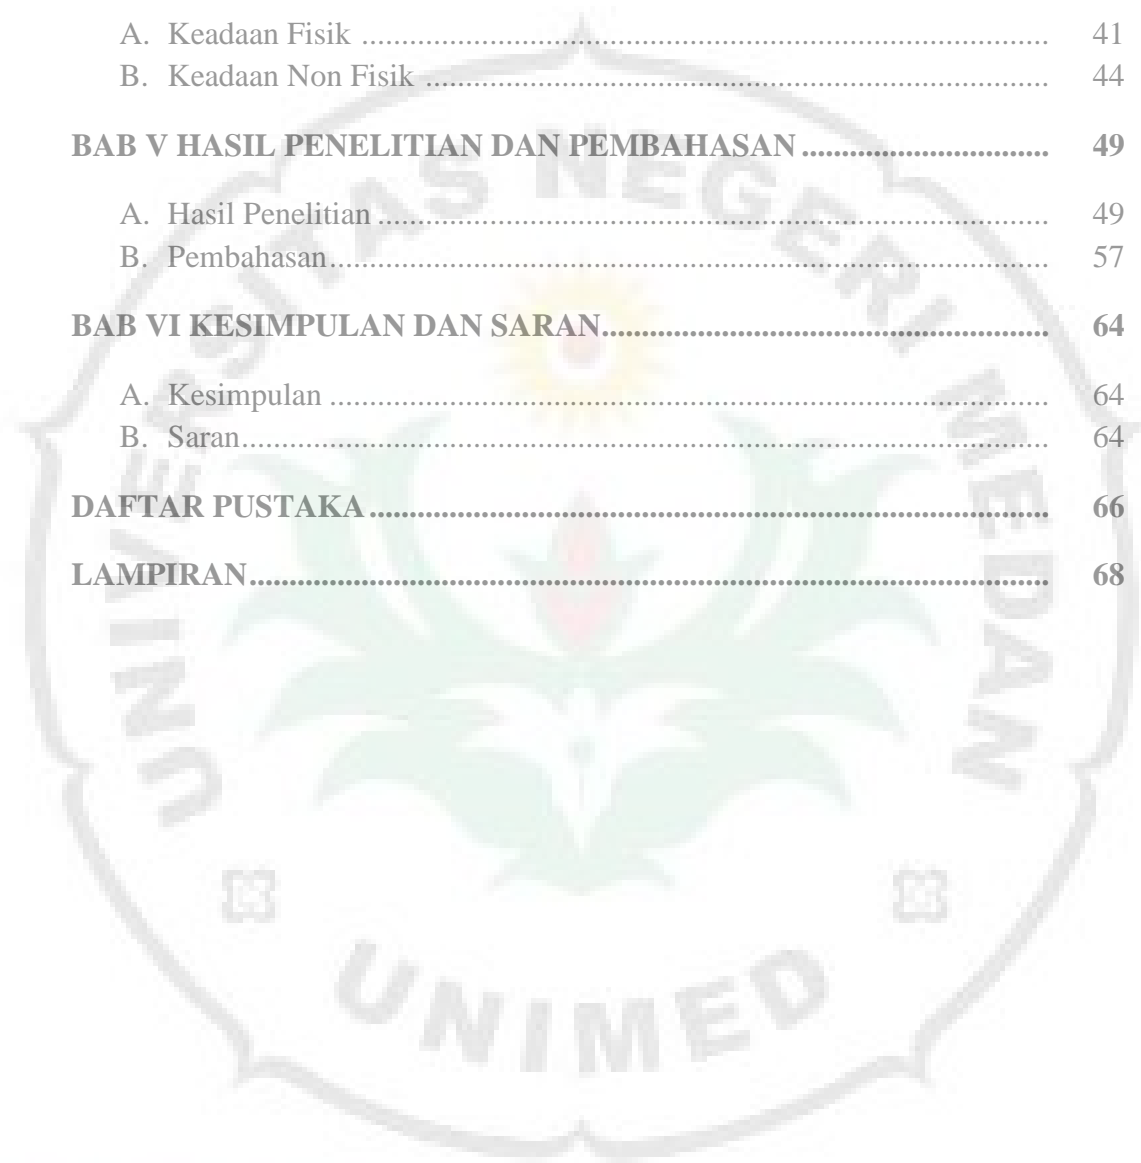 A. Keadaan Fisik ........................................................................................ 41
B. Keadaan Non Fisik ............................................................................... 44
BAB V HASIL PENELITIAN DAN PEMBAHASAN ............................... 49
A. Hasil Penelitian ..................................................................................... 49
B. Pembahasan........................................................................................... 57
BAB VI KESIMPULAN DAN SARAN........................................................ 64
A. Kesimpulan ........................................................................................... 64
B. Saran...................................................................................................... 64
DAFTAR PUSTAKA ..................................................................................... 66
LAMPIRAN.................................................................................................... 68
UNIVERSITAS NEGERI MEDAN
UNIMED